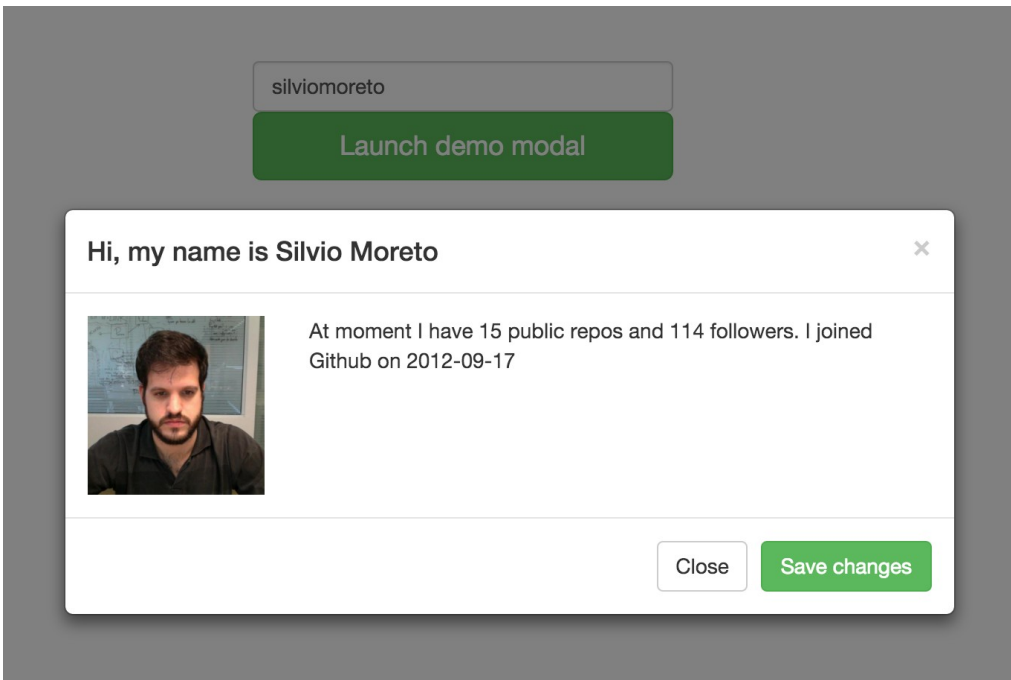 silviomoreto
Launch demo modal
Hi, my name is Silvio Moreto
×
At moment I have 15 public repos and 114 followers. I joined
Github on 2012-09-17
Close
Save changes